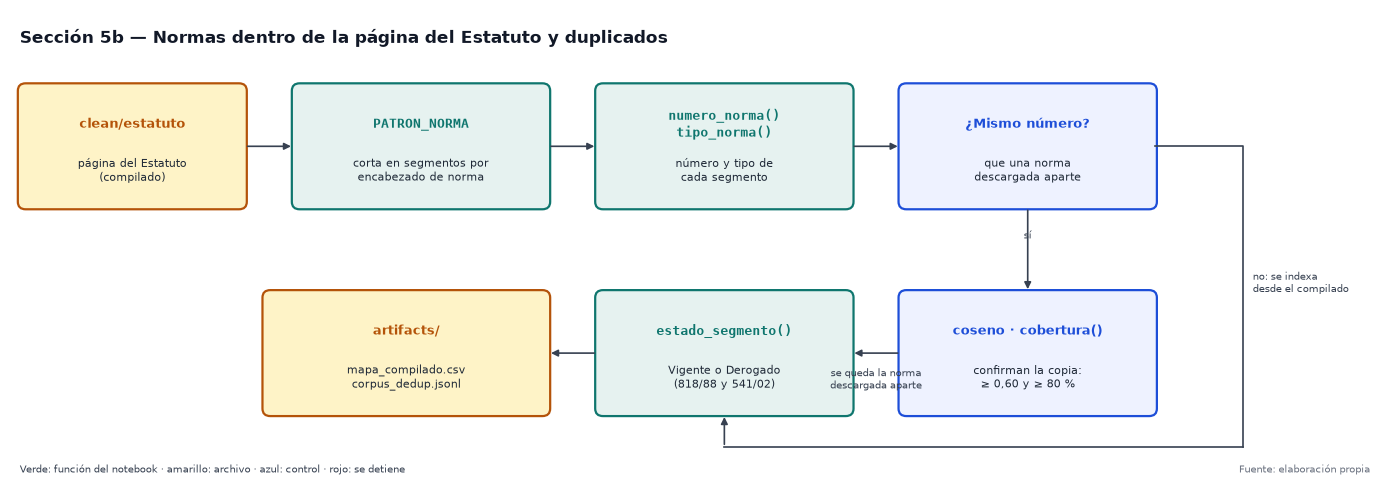 Sección 5b — Normas dentro de la página del Estatuto y duplicados
clean/estatuto
página del Estatuto
(compilado)
PATRON_NORMA
corta en segmentos por
encabezado de norma
numero_norma()
tipo_norma()
número y tipo de
cada segmento
¿Mismo número?
que una norma
descargada aparte
sí
no: se indexa
desde el compilado
artifacts/
mapa_compilado.csv
corpus_dedup.jsonl
estado_segmento()
Vigente o Derogado
(818/88 y 541/02)
se queda la norma
descargada aparte
coseno · cobertura()
confirman la copia:
≥ 0,60 y ≥ 80 %
Verde: función del notebook · amarillo: archivo · azul: control · rojo: se detiene
Fuente: elaboración propia